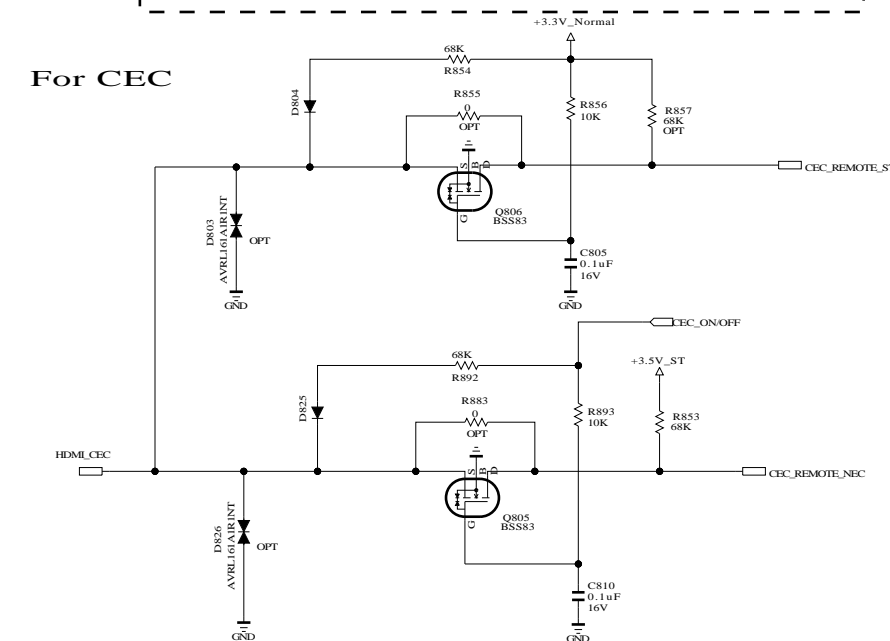 +3.3V_Normal
For CEC
68K
R854
D804
R855
0
OPT
R856
10K
R857
68K
OPT
S
B
D
CEC_REMOTE_S
G
Q806
BSS83
D803
AVRL161A1R1NT
OPT
C805
0.1uF
16V
GND
GND
CEC_ON/OFF
68K
R892
+3.5V_ST
D825
R883
0
OPT
R893
10K
R853
68K
HDMI_CEC
S
B
D
CEC_REMOTE_NEC
G
Q805
BSS83
D826
AVRL161A1R1NT
OPT
C810
0.1uF
16V
GND
GND